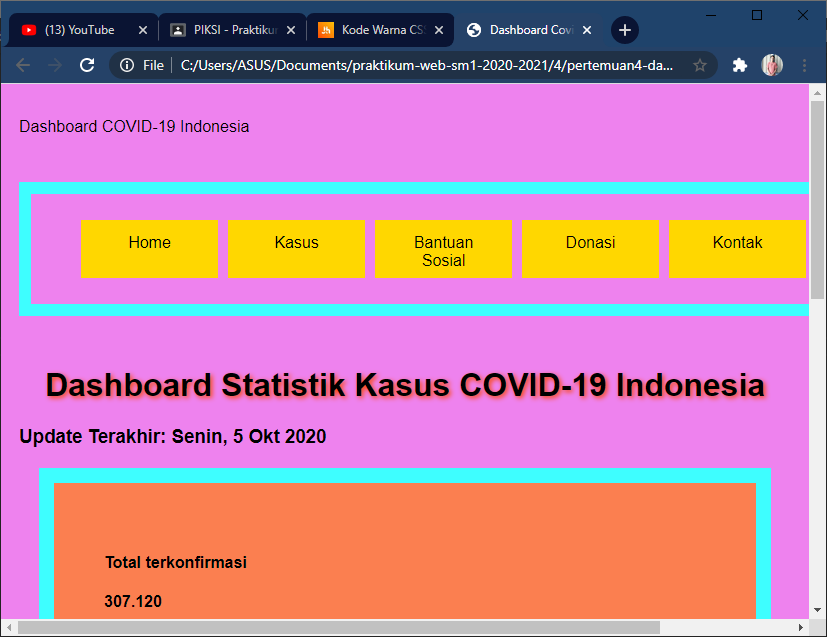 (13) YouTube
PIKSI - Praktikum
Kode Warna CSS
Dashboard Covi
File
C:/Users/ASUS/Documents/praktikum-web-sm1-2020-2021/4/pertemuan4-da...
Dashboard COVID-19 Indonesia
Home
Kasus
Bantuan
Sosial
Donasi
Kontak
Dashboard Statistik Kasus COVID-19 Indonesia
Update Terakhir: Senin, 5 Okt 2020
Total terkonfirmasi
307.120